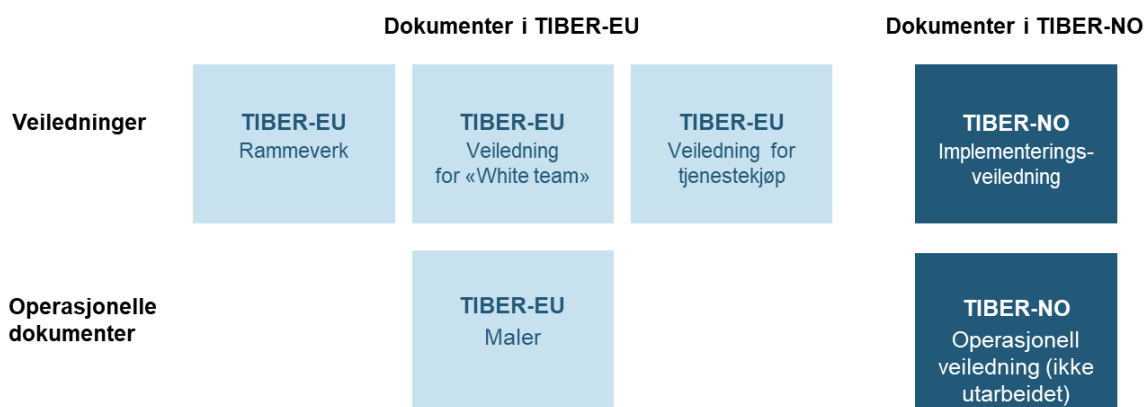 Dokumenter i TIBER-EU
Dokumenter i TIBER-NO
Veiledninger
TIBER-EU
Rammeverk
TIBER-EU
Veiledning
for «White team»
TIBER-EU
Veiledning for
tjenestekjøp
TIBER-NO
Implementerings-
veiledning
Operasjonelle
dokumenter
TIBER-EU
Maler
TIBER-NO
Operasjonell
veiledning (ikke
utarbeidet)